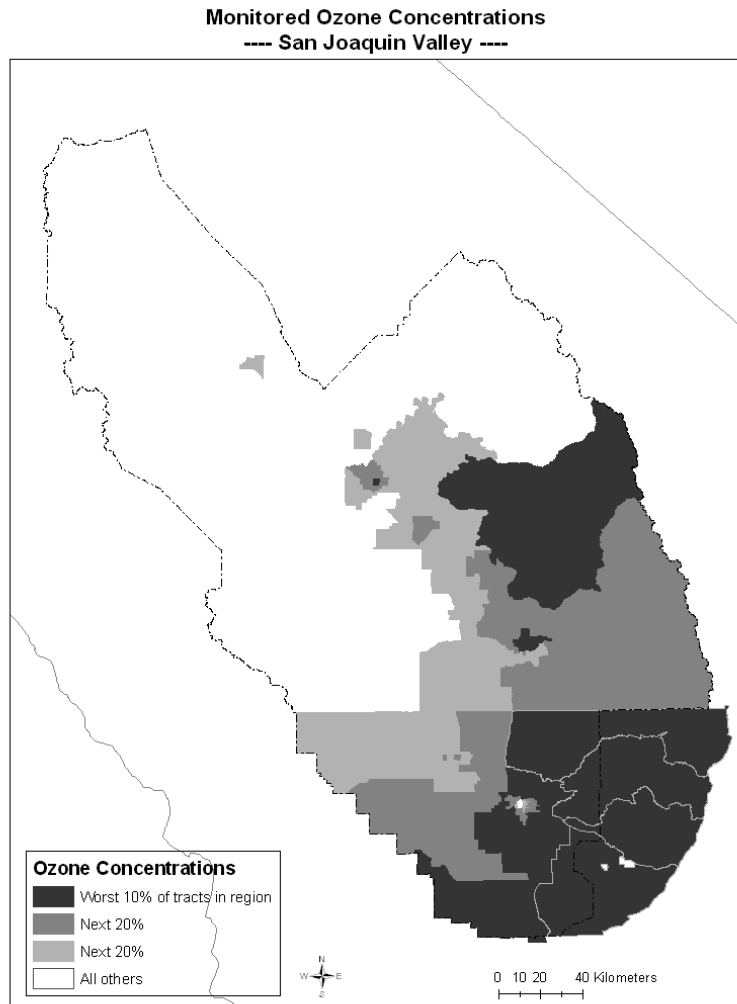 Monitored Ozone Concentrations
---- San Joaquin Valley ----
Ozone Concentrations
Worst 10% of tracts in region
Next 20%
Next 20%
All others
N
W E
S
0 10 20 40 Kilometers